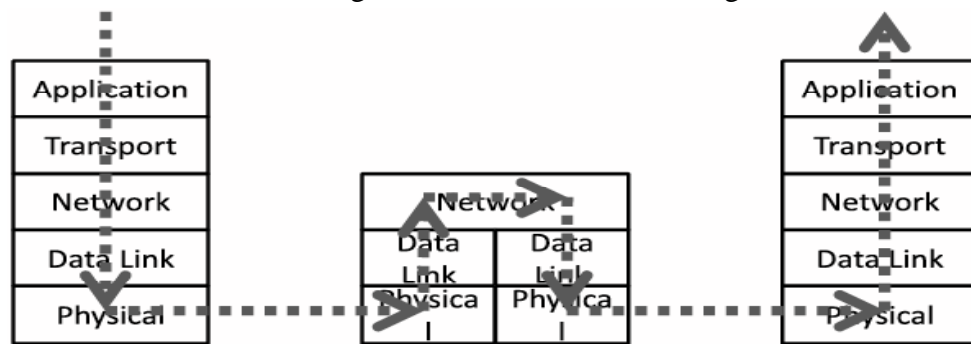 Application
Transport
Network
Data Link
Physical
Network
Data
Link
Physica
l
Data
Link
Physica
l
Application
Transport
Network
Data Link
Physical